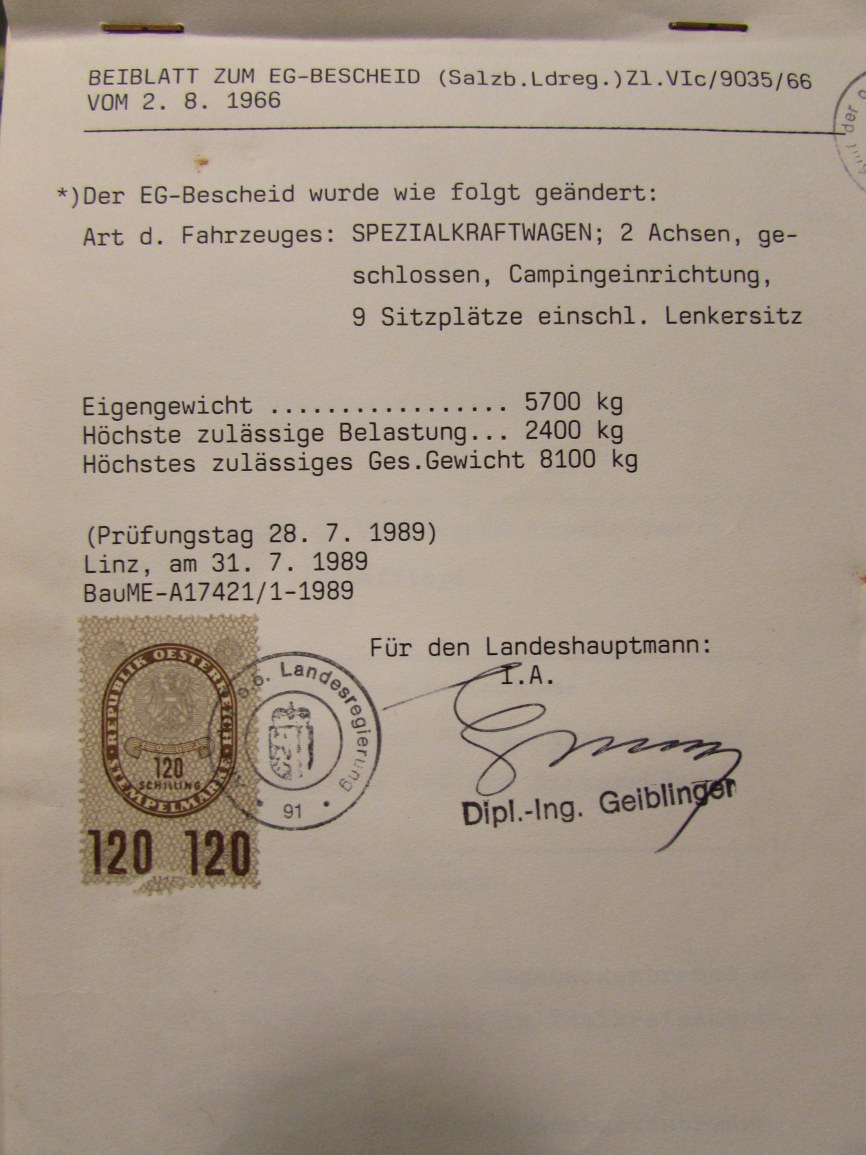 BEIBLATT ZUM EG-BESCHEID (Salzb.Ldreg.)Zl.VIc/9035/66
VOM 2. 8. 1966
der o
*)Der EG-Bescheid wurde wie folgt geändert:
Art d. Fahrzeuges: SPEZIALKRAFTWAGEN; 2 Achsen, ge-
schlossen, Campingeinrichtung,
9 Sitzplätze einschl. Lenkersitz
Eigengewicht ................. 5700 kg
Höchste zulässige Belastung... 2400 kg
Höchstes zulässiges Ges.Gewicht 8100 kg
(Prüfungstag 28. 7. 1989)
Linz, am 31. 7. 1989
BauME-A17421/1-1989
Für den Landeshauptmann:
I.A.
REPUBLIK OESTERREICH
120
SCHILLING
STEMPELMARKE
120 120
o.ö. Landesregierung
91
Dipl.-Ing. Geiblinger